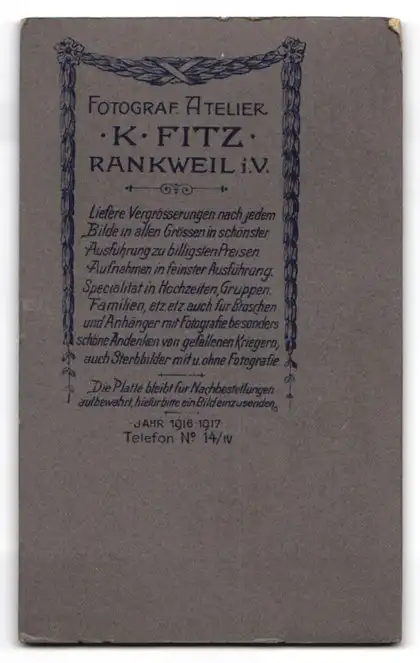 FOTOGRAF. ATELIER
· K · FITZ ·
RANKWEIL i.V.
Liefere Vergrösserungen nach jedem
Bilde in allen Grössen in schönster
Ausführung zu billigsten Preisen.
Aufnahmen in feinster Ausführung.
Specialität in Hochzeiten, Gruppen,
Familien, etz. etz. auch für Broschen
und Anhänger mit Fotografie besonders
schöne Andenken von gefallenen Kriegern,
auch Sterbbilder mit u. ohne Fotografie
Die Platte bleibt für Nachbestellungen
aufbewahrt, hiefür bitte ein Bild einzusenden.
JAHR 1916-1917
Telefon Nº 14/IV